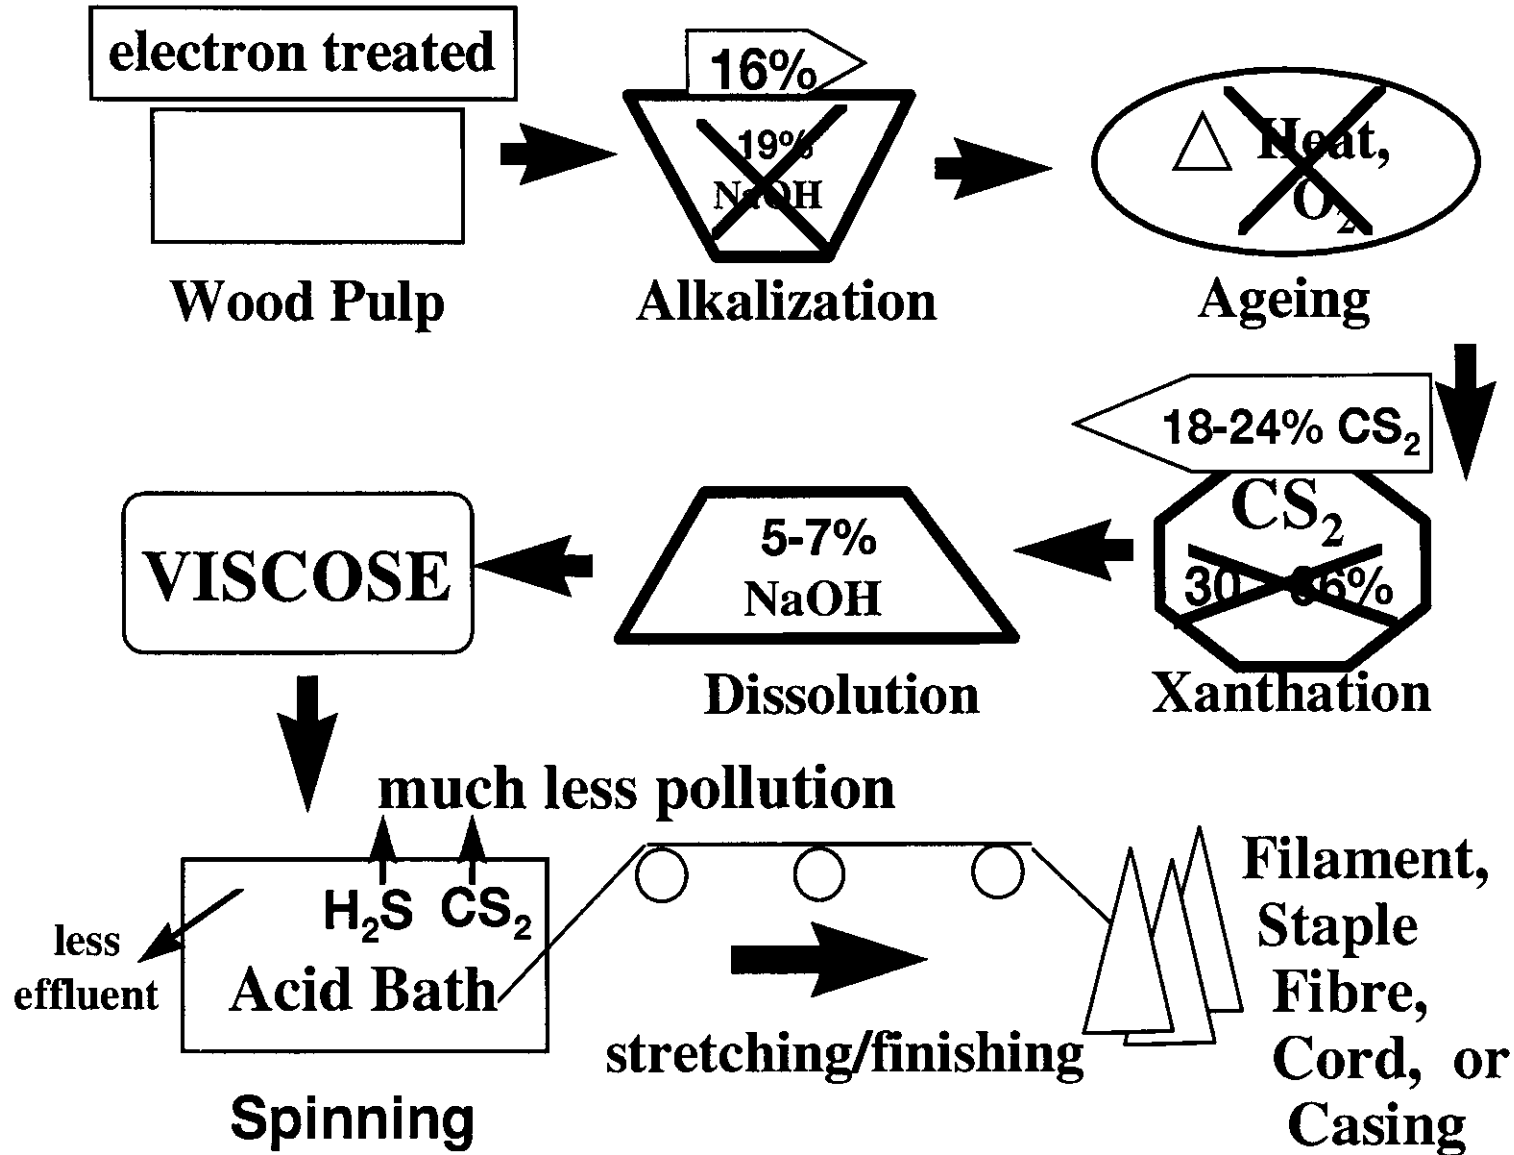 electron treated
16%
19%
NaOH
Heat,
O₂
Wood Pulp
Alkalization
Ageing
18-24% CS₂
CS₂
VISCOSE
5-7%
NaOH
Dissolution
Xanthation
much less pollution
H₂S CS₂
less
effluent
Acid Bath
Spinning
stretching/finishing
Filament,
Staple
Fibre,
Cord, or
Casing